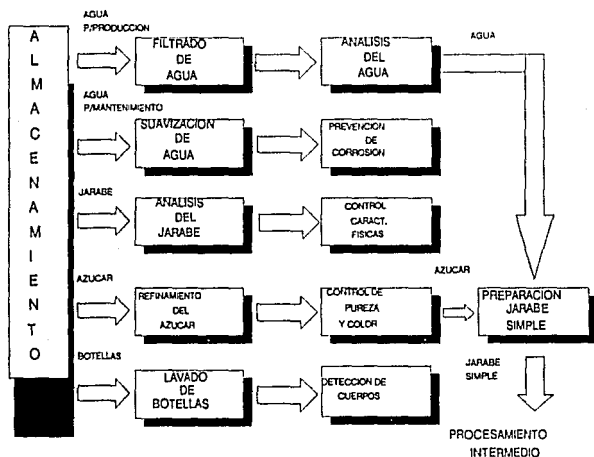 ALMACENAMIENTO
AGUA
P/PRODUCCION
FILTRADO
DE
AGUA
ANALISIS
DEL
AGUA
AGUA
AGUA
P/MANTENIMIENTO
SUAVIZACION
DE
AGUA
PREVENCION
DE
CORROSION
JARABE
ANALISIS
DEL
JARABE
CONTROL
CARACT.
FISICAS
AZUCAR
REFINAMIENTO
DEL
AZUCAR
CONTROL DE
PUREZA
Y COLOR
AZUCAR
PREPARACION
JARABE
SIMPLE
BOTELLAS
LAVADO
DE
BOTELLAS
DETECCION DE
CUERPOS
JARABE
SIMPLE
PROCESAMIENTO
INTERMEDIO